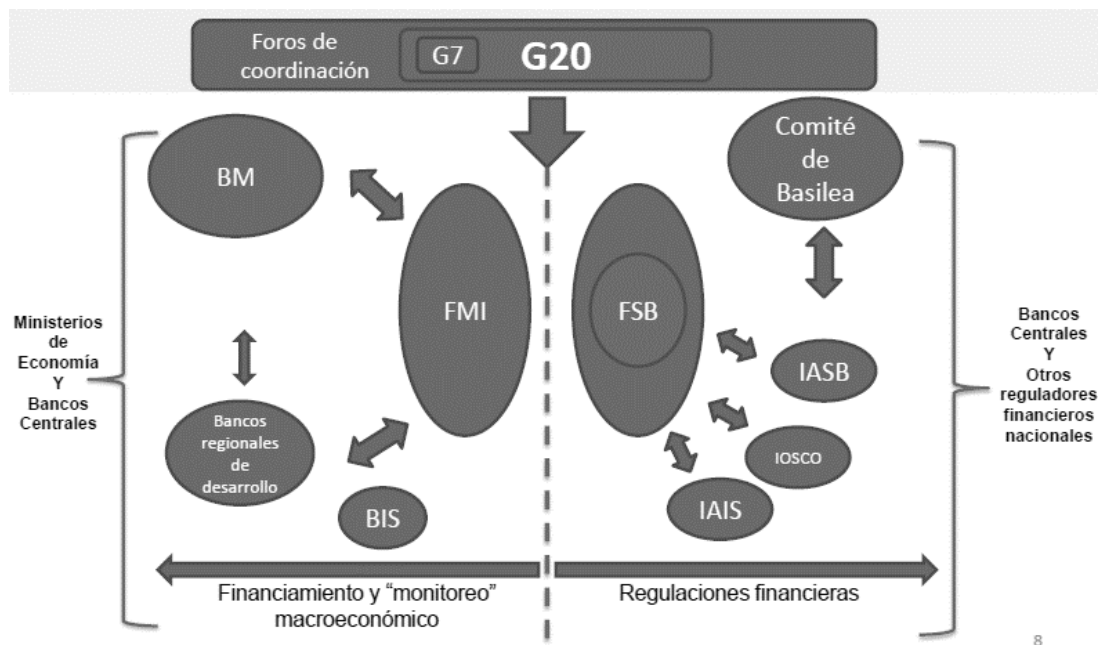 Foros de
coordinación
G7
G20
BM
Comité
de
Basilea
FMI
FSB
Ministerios
de
Economía
Y
Bancos
Centrales
Bancos
Centrales
Y
Otros
reguladores
financieros
nacionales
IASB
Bancos
regionales
de
desarrollo
IOSCO
BIS
IAIS
Financiamiento y “monitoreo”
macroeconómico
Regulaciones financieras
8